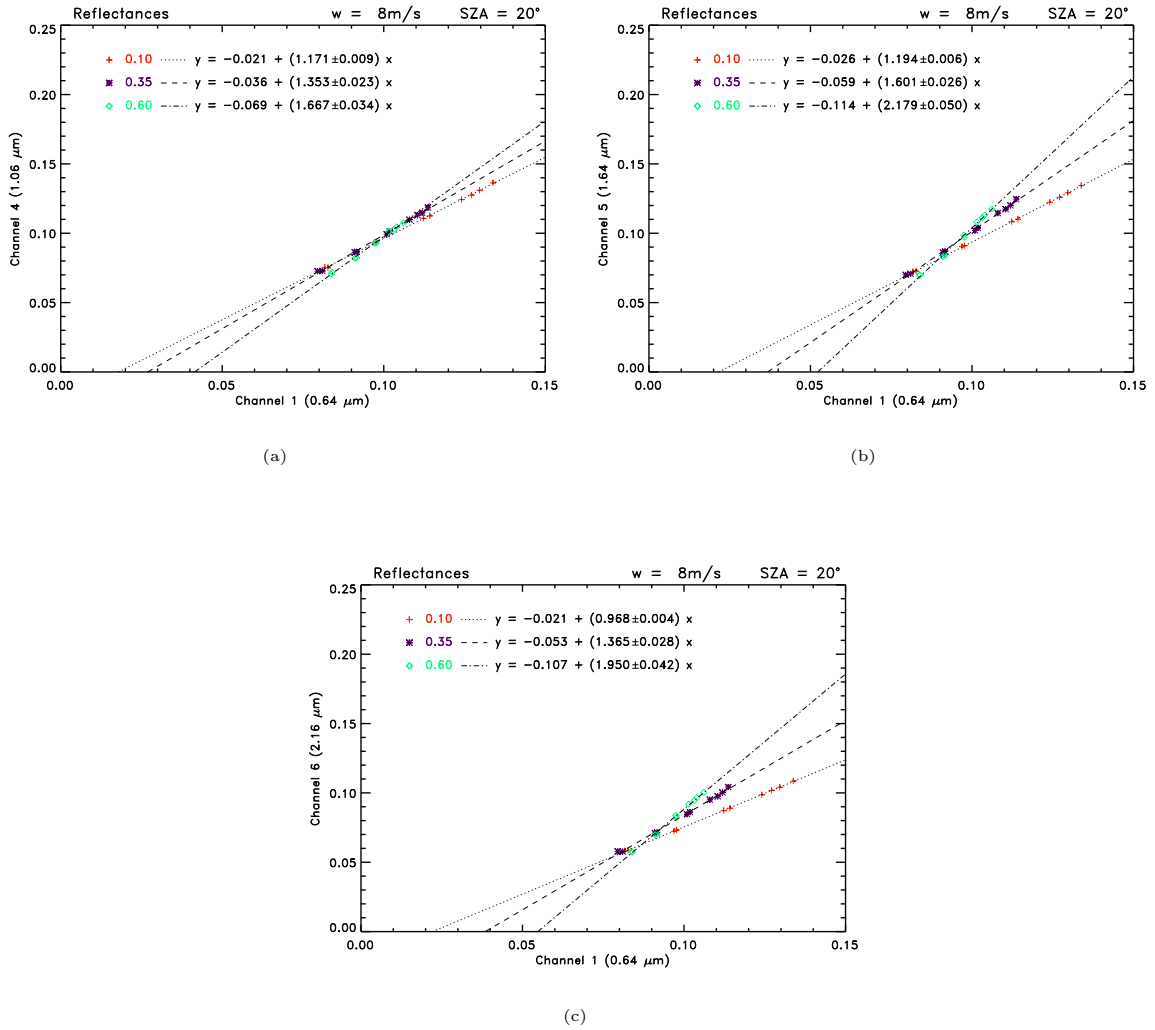 Reflectances w = 8m/s SZA = 20°
0.25
0.20
0.15
0.10
0.05
0.00
Channel 4 (1.06 μm)
0.10 y = −0.021 + (1.171±0.009) x
0.35 y = −0.036 + (1.353±0.023) x
0.60 y = −0.069 + (1.667±0.034) x
0.00 0.05 0.10 0.15
Channel 1 (0.64 μm)
(a)
Reflectances w = 8m/s SZA = 20°
0.25
0.20
0.15
0.10
0.05
0.00
Channel 5 (1.64 μm)
0.10 y = −0.026 + (1.194±0.006) x
0.35 y = −0.059 + (1.601±0.026) x
0.60 y = −0.114 + (2.179±0.050) x
0.00 0.05 0.10 0.15
Channel 1 (0.64 μm)
(b)
Reflectances w = 8m/s SZA = 20°
0.25
0.20
0.15
0.10
0.05
0.00
Channel 6 (2.16 μm)
0.10 y = −0.021 + (0.968±0.004) x
0.35 y = −0.053 + (1.365±0.028) x
0.60 y = −0.107 + (1.950±0.042) x
0.00 0.05 0.10 0.15
Channel 1 (0.64 μm)
(c)